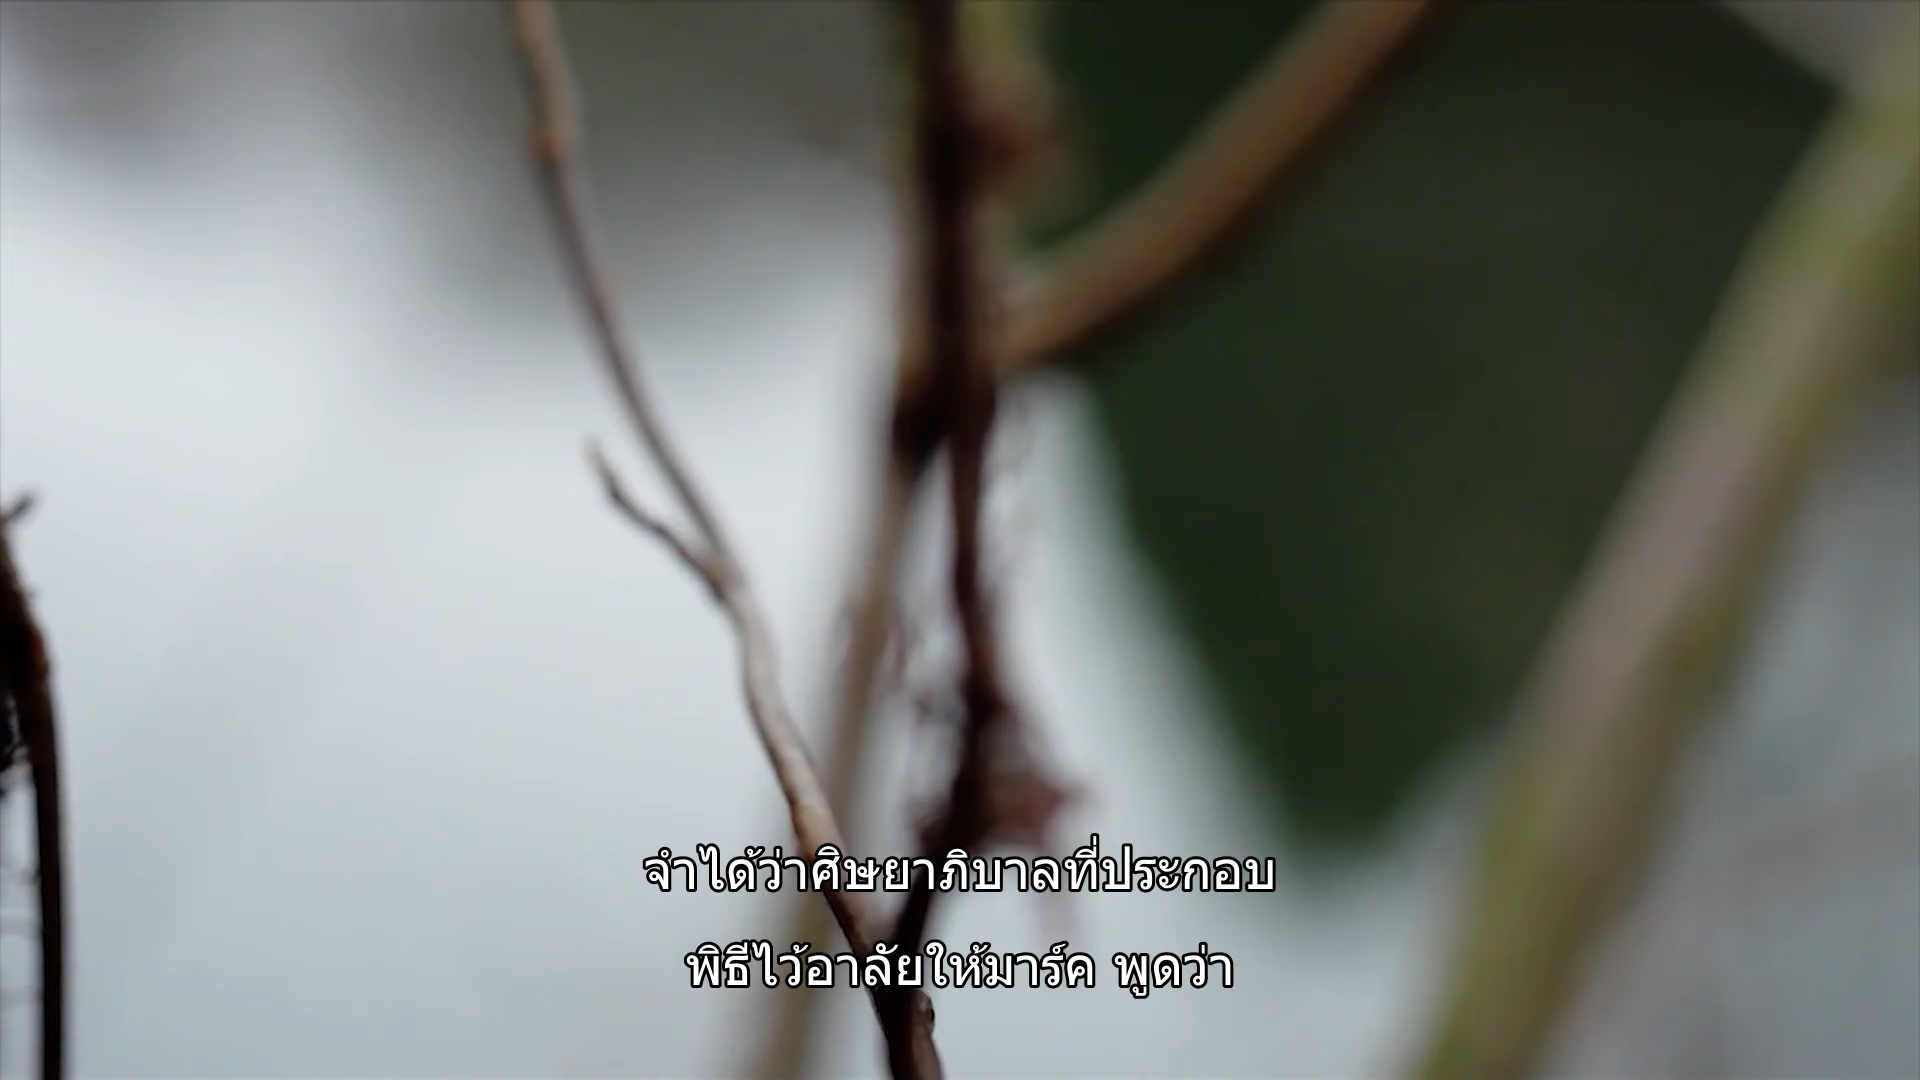 จำได้ว่าศิษยาภิบาลที่ประกอบ
พิธีไว้อาลัยให้มาร์ค พูดว่า